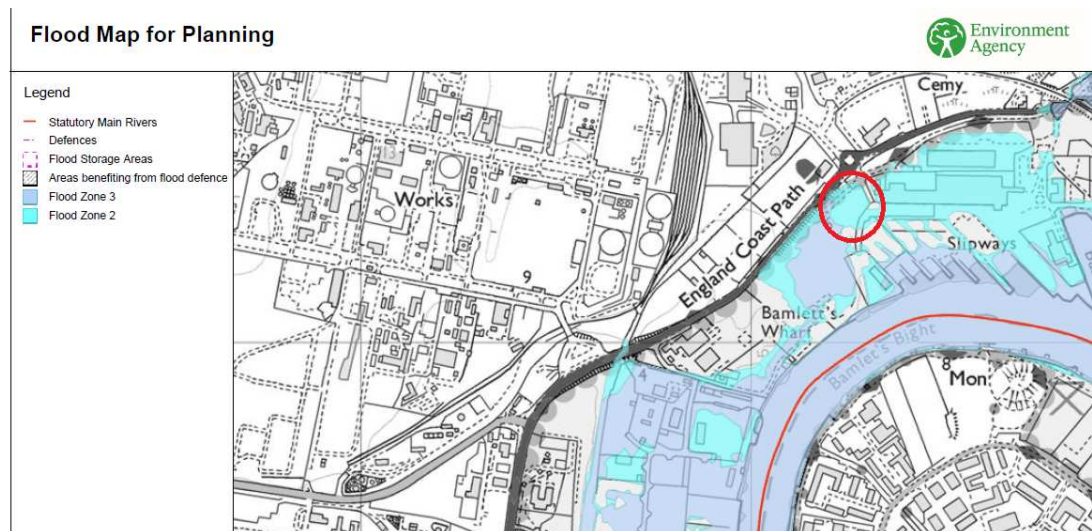 Flood Map for Planning
Environment
Agency
Legend
Statutory Main Rivers
Defences
Flood Storage Areas
Areas benefiting from flood defence
Flood Zone 3
Flood Zone 2
9
Cemy
13
Works
England Coast Path
Slipways
9
Bamlett's
Wharf
Bamlet's Bight
4
8
Mon